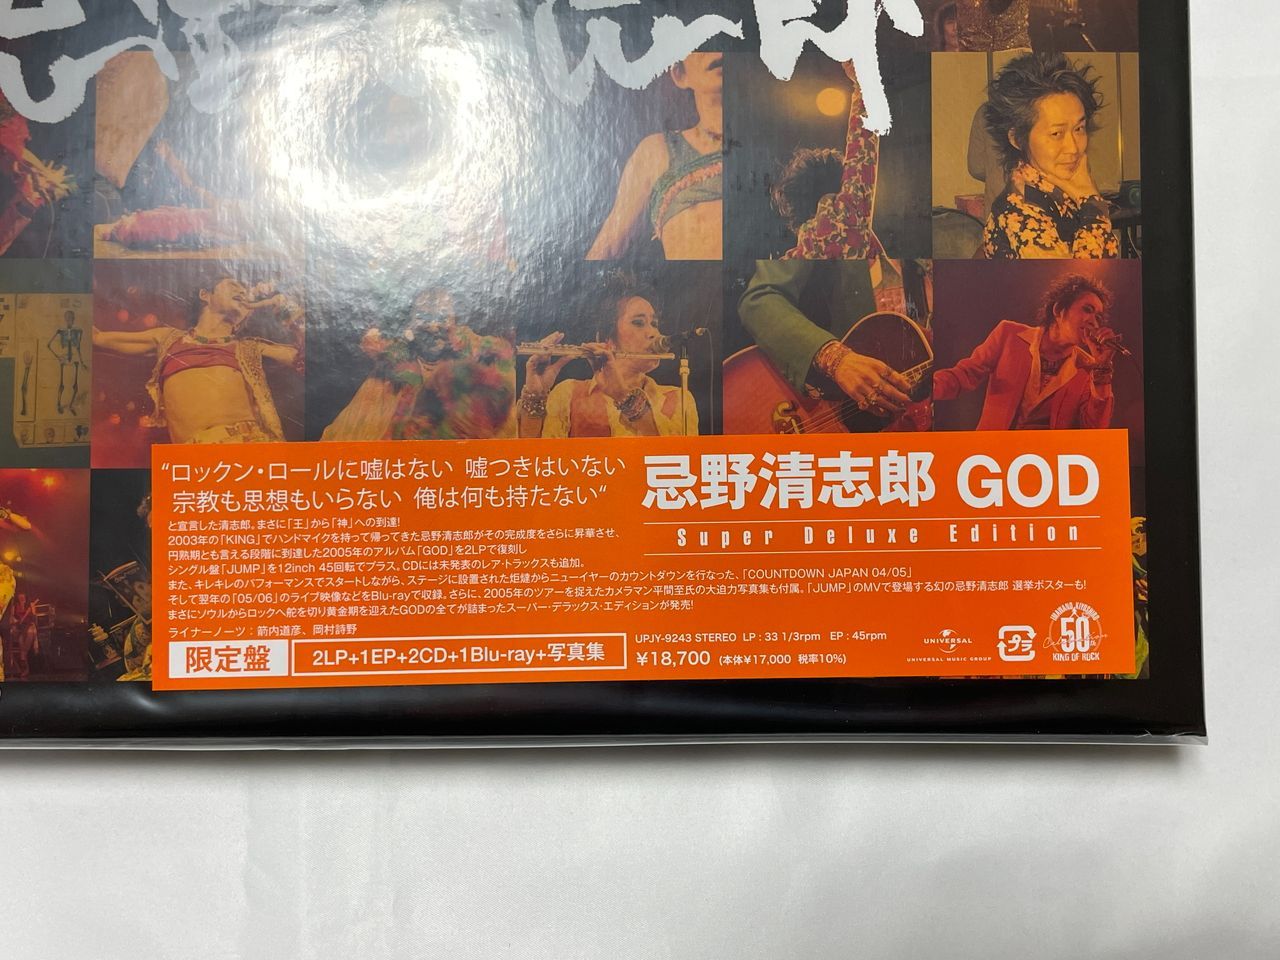 忌野清志郎
"ロックン・ロールに嘘はない 嘘つきはいない
宗教も思想もいらない 俺は何も持たない"
忌野清志郎 GOD
Super Deluxe Edition
と宣言した清志郎。まさに「王」から「神」への到達!
2003年の「KING」でハンドマイクを持って帰ってきた忌野清志郎がその完成度をさらに昇華させ、
円熟期とも言える段階に到達した2005年のアルバム「GOD」を2LPで復刻し
シングル盤「JUMP」を12inch 45回転でプラス。CDには未発表のレア・トラックスも追加。
また、キレキレのパフォーマンスでスタートしながら、ステージに設置された炬燵からニューイヤーのカウントダウンを行なった、「COUNTDOWN JAPAN 04/05」
そして翌年の「05/06」のライブ映像などをBlu-rayで収録。さらに、2005年のツアーを捉えたカメラマン平間至氏の大迫力写真集も付属。「JUMP」のMVで登場する幻の忌野清志郎 選挙ポスターも!
まさにソウルからロックへ舵を切り黄金期を迎えたGODの全てが詰まったスーパー・デラックス・エディションが発売!
ライナーノーツ：箭内道彦、岡村詩野
限定盤
2LP+1EP+2CD+1Blu-ray+写真集
UPJY-9243 STEREO LP : 33 1/3rpm EP : 45rpm
¥18,700 (本体¥17,000 税率10%)
UNIVERSAL
UNIVERSAL MUSIC GROUP
プラ
IMAWANO KIYOSHIRO
50th
KING OF ROCK